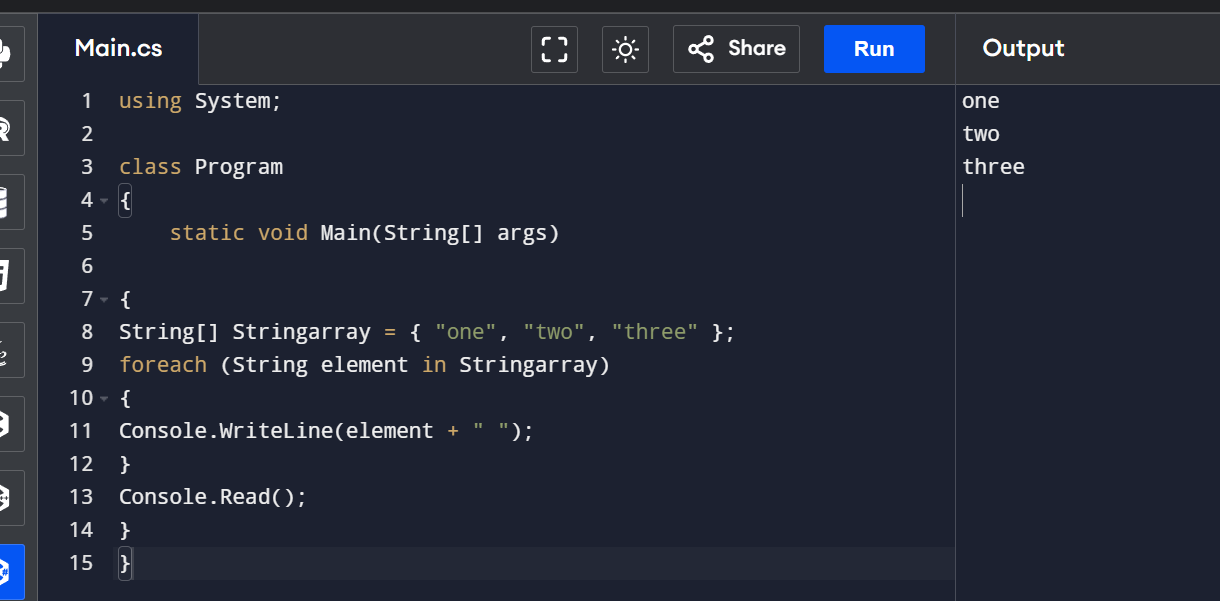 Main.cs
Share
Run
Output
1 using System;
2
3 class Program
4 {
5     static void Main(String[] args)
6
7 {
8 String[] Stringarray = { "one", "two", "three" };
9 foreach (String element in Stringarray)
10 {
11 Console.WriteLine(element + " ");
12 }
13 Console.Read();
14 }
15 }
one
two
three